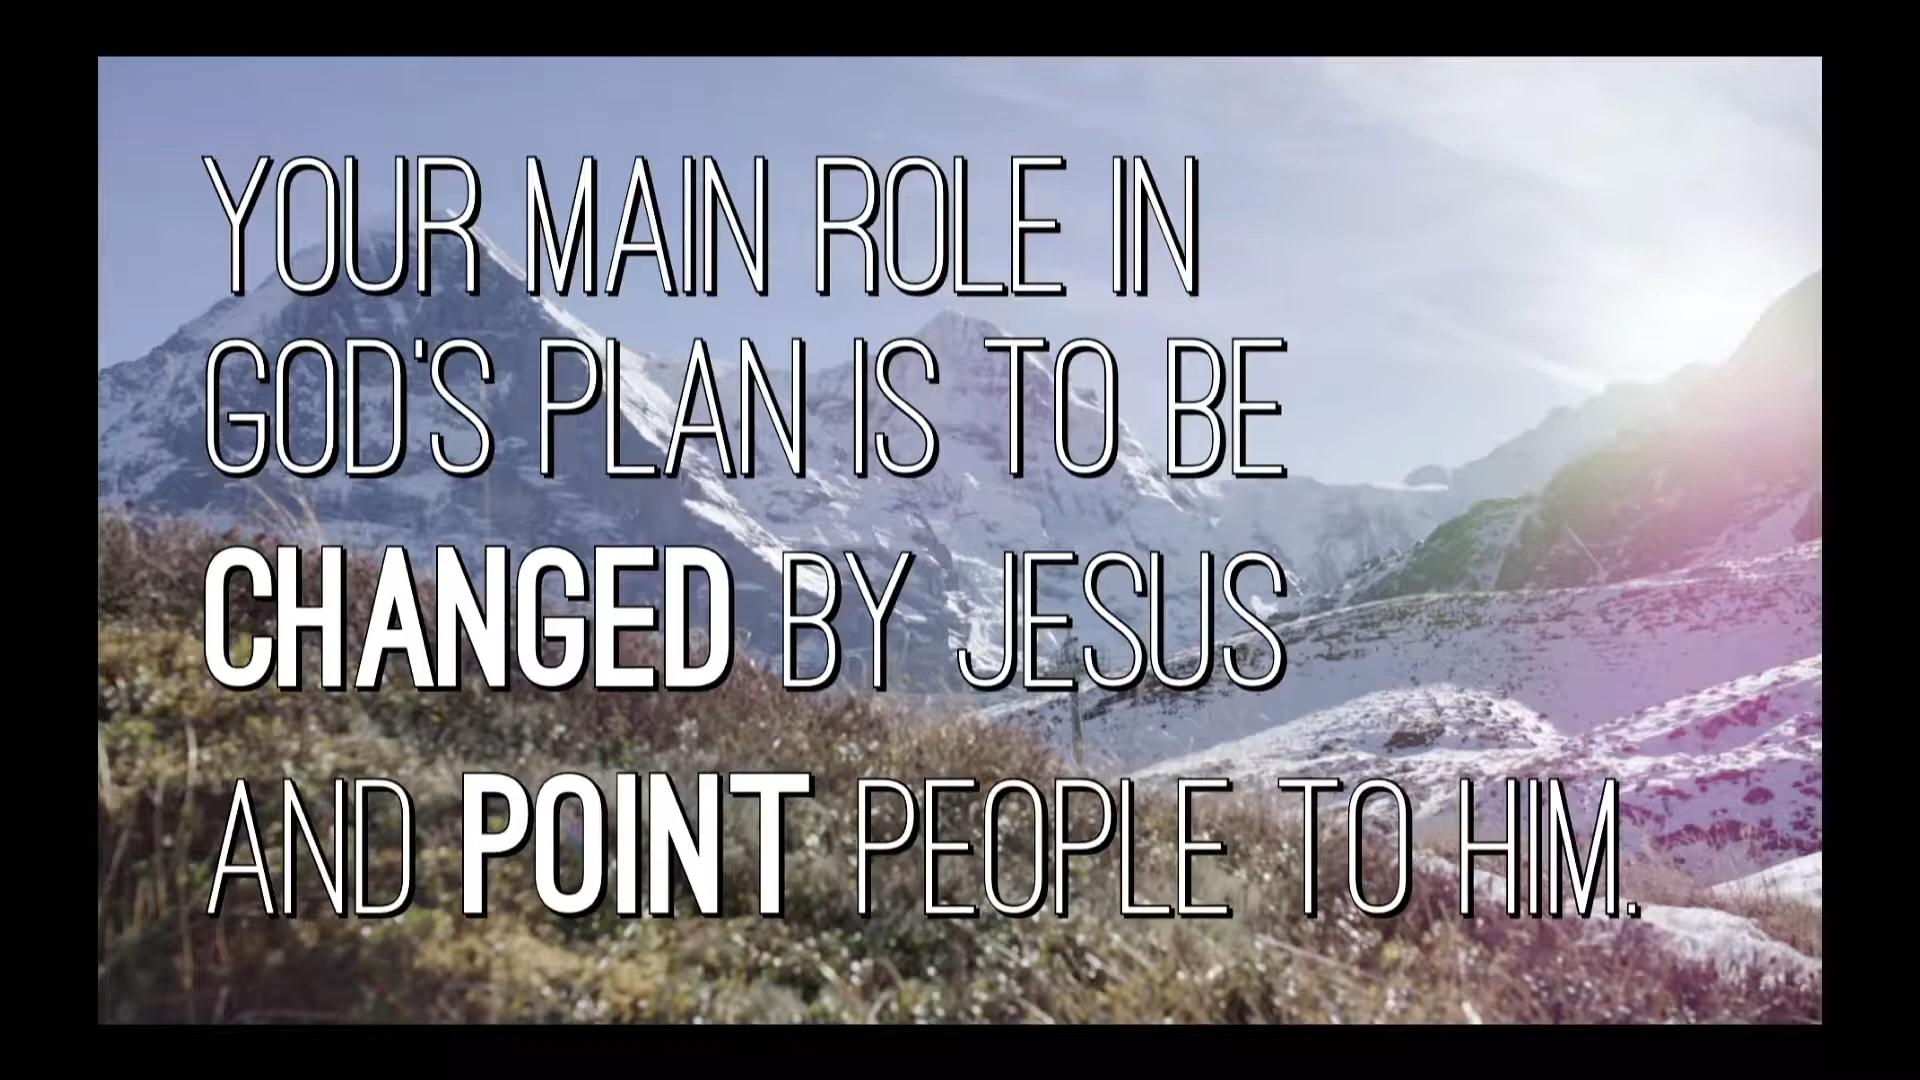 YOUR MAIN ROLE IN
GOD'S PLAN IS TO BE
CHANGED BY JESUS
AND POINT PEOPLE TO HIM.